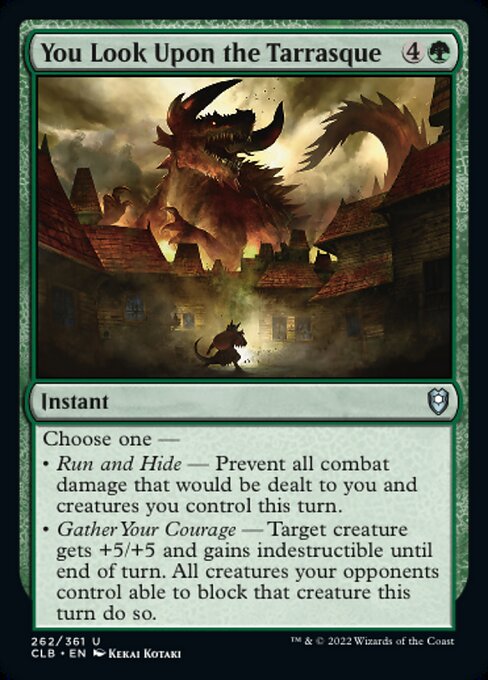 You Look Upon the Tarrasque 4
Instant
Choose one —
• Run and Hide — Prevent all combat
damage that would be dealt to you and
creatures you control this turn.
• Gather Your Courage — Target creature
gets +5/+5 and gains indestructible until
end of turn. All creatures your opponents
control able to block that creature this
turn do so.
262/361 U
CLB • EN Kekai Kotaki
™ & © 2022 Wizards of the Coast